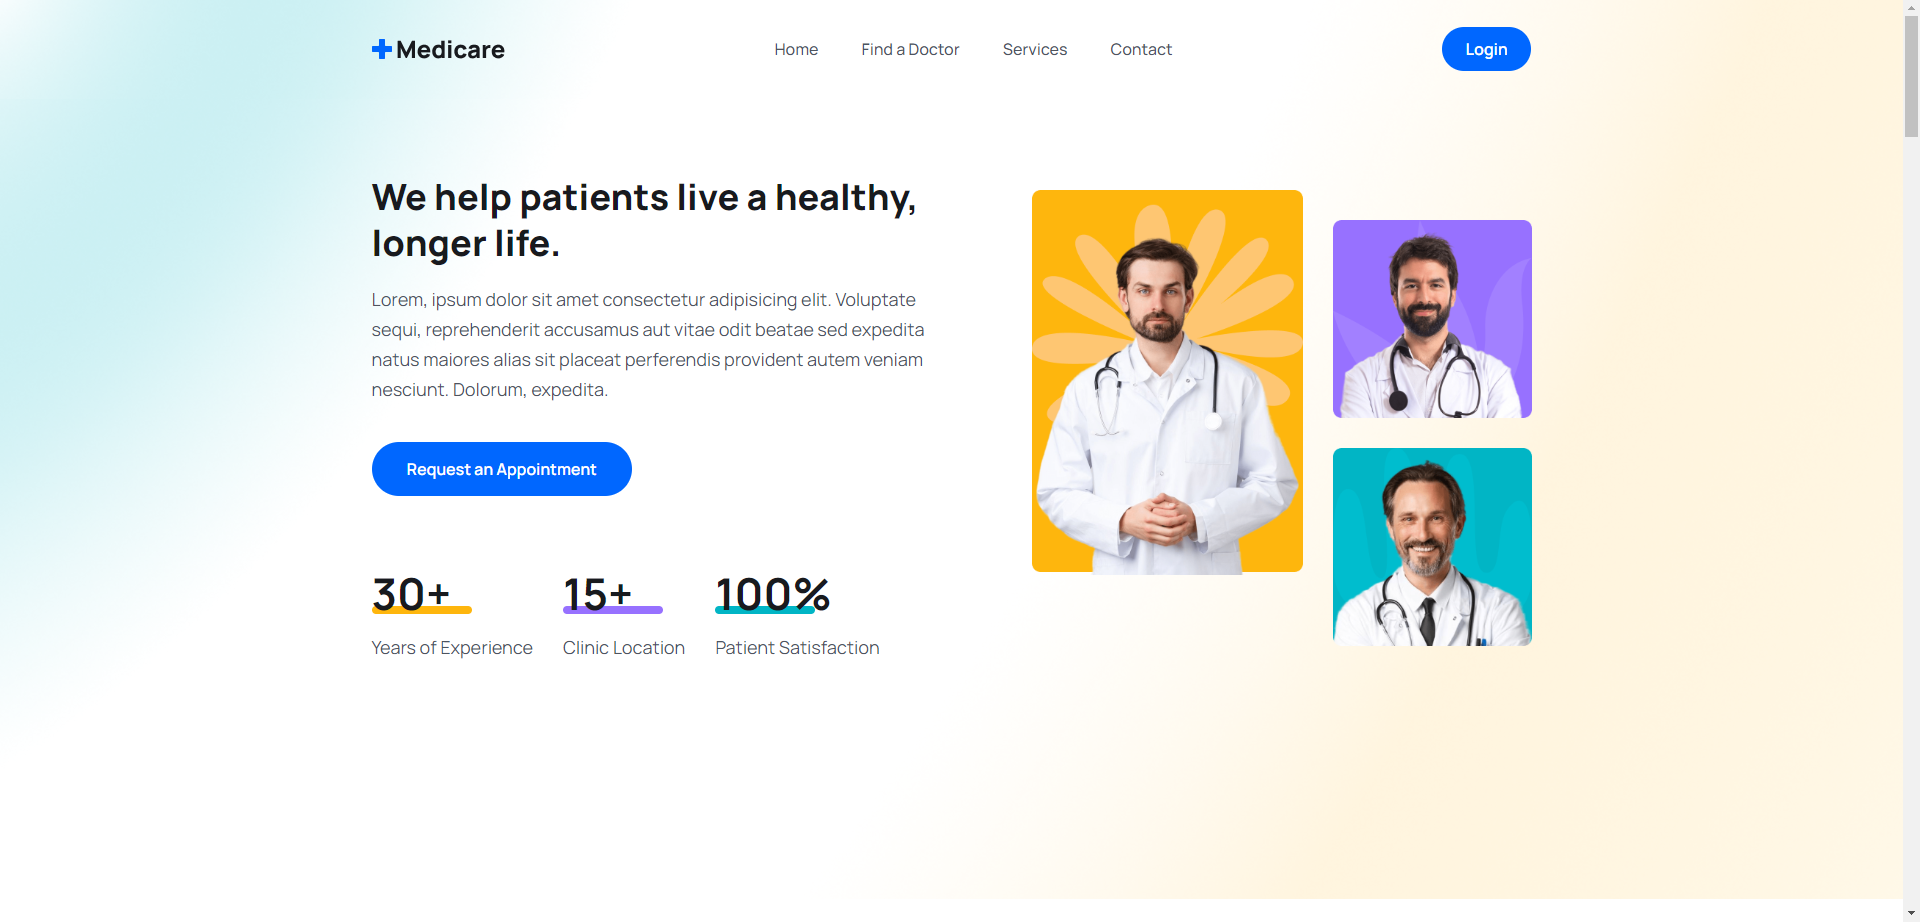 Medicare
Home
Find a Doctor
Services
Contact
Login
We help patients live a healthy,
longer life.
Lorem, ipsum dolor sit amet consectetur adipisicing elit. Voluptate
sequi, reprehenderit accusamus aut vitae odit beatae sed expedita
natus maiores alias sit placeat perferendis provident autem veniam
nesciunt. Dolorum, expedita.
Request an Appointment
30+
Years of Experience
15+
Clinic Location
100%
Patient Satisfaction